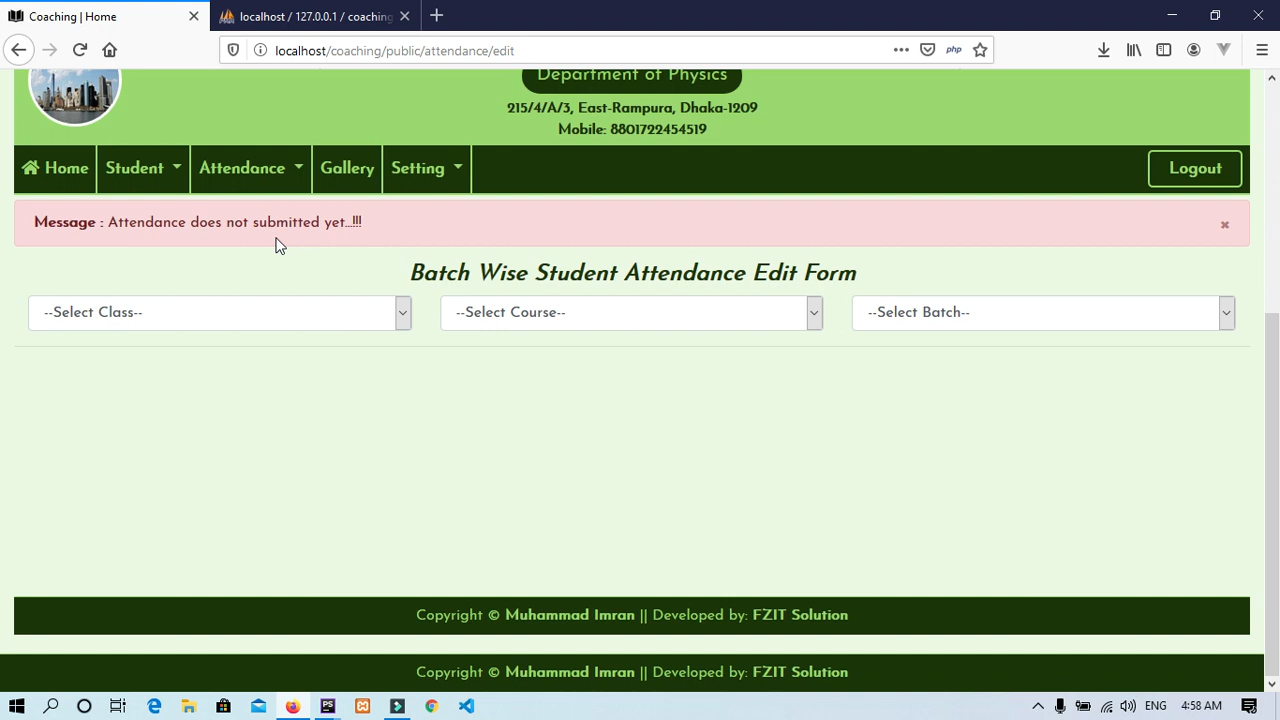 Coaching | Home
localhost / 127.0.0.1 / coaching
localhost/coaching/public/attendance/edit
php
Department of Physics
215/4/A/3, East-Rampura, Dhaka-1209
Mobile: 8801722454519
Home Student Attendance Gallery Setting Logout
Message : Attendance does not submitted yet...!!!
Batch Wise Student Attendance Edit Form
--Select Class-- --Select Course-- --Select Batch--
Copyright © Muhammad Imran || Developed by: FZIT Solution
Copyright © Muhammad Imran || Developed by: FZIT Solution
ENG 4:58 AM